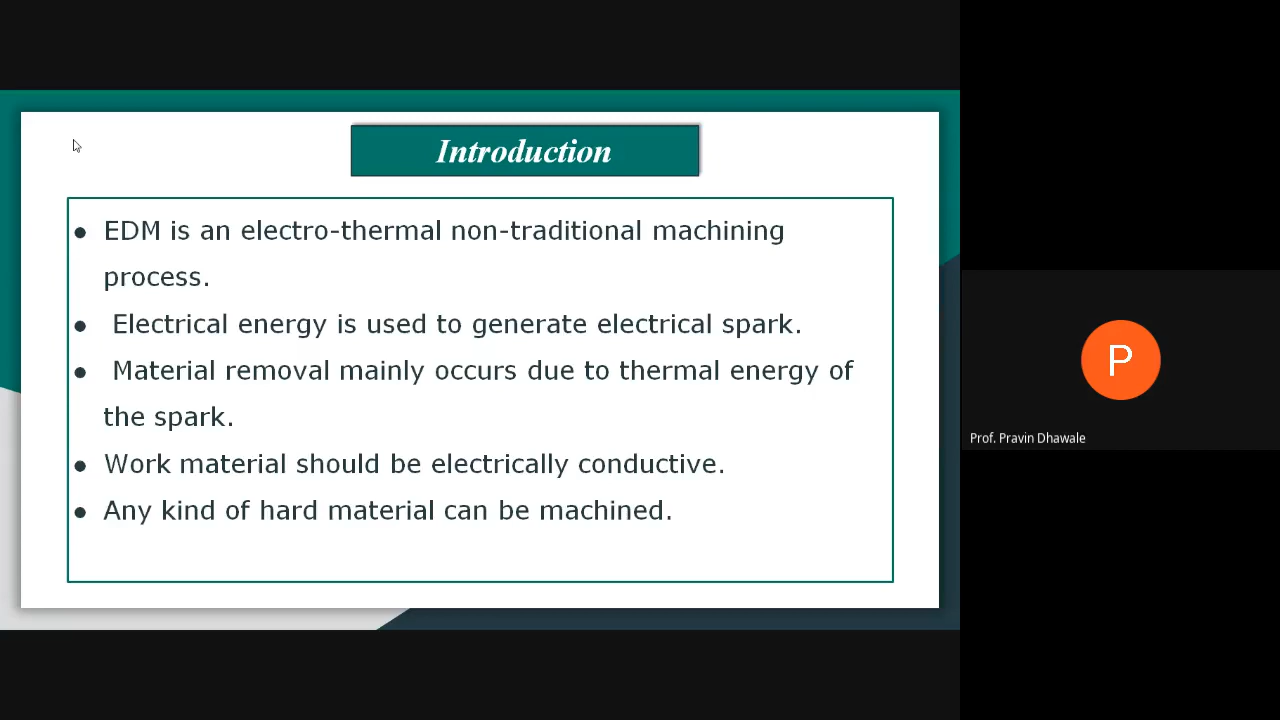 Introduction
● EDM is an electro-thermal non-traditional machining
process.
● Electrical energy is used to generate electrical spark.
● Material removal mainly occurs due to thermal energy of
the spark.
● Work material should be electrically conductive.
● Any kind of hard material can be machined.
P
Prof. Pravin Dhawale